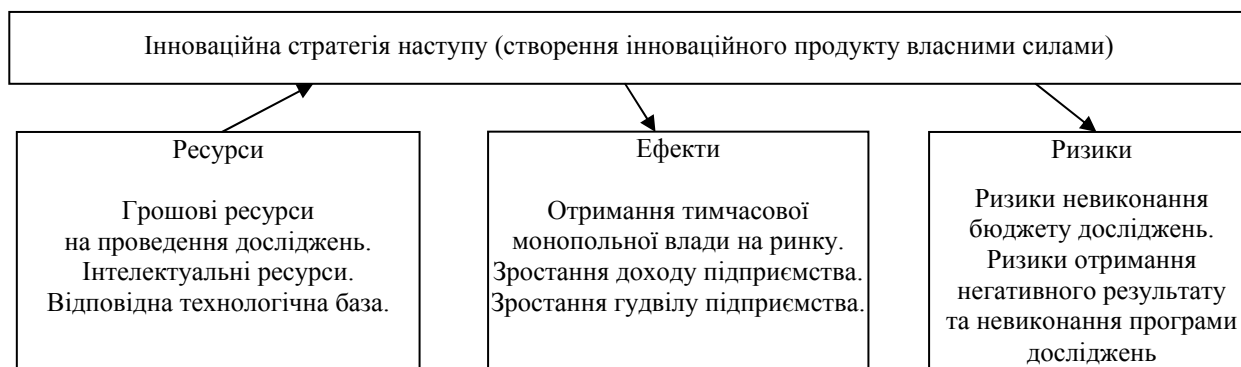 Інноваційна стратегія наступу (створення інноваційного продукту власними силами)
Ресурси
Грошові ресурси
на проведення досліджень.
Інтелектуальні ресурси.
Відповідна технологічна база.
Ефекти
Отримання тимчасової
монопольної влади на ринку.
Зростання доходу підприємства.
Зростання гудвілу підприємства.
Ризики
Ризики невиконання
бюджету досліджень.
Ризики отримання
негативного результату
та невиконання програми
досліджень